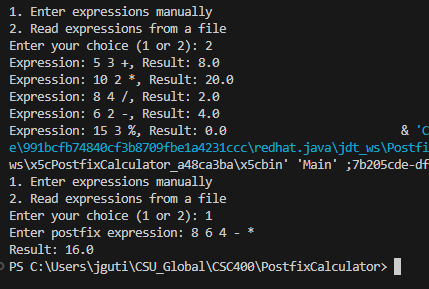 1. Enter expressions manually
2. Read expressions from a file
Enter your choice (1 or 2): 2
Expression: 5 3 +, Result: 8.0
Expression: 10 2 *, Result: 20.0
Expression: 8 4 /, Result: 2.0
Expression: 6 2 -, Result: 4.0
Expression: 15 3 %, Result: 0.0 & 'C
e\991bcfb74840cf3b8709fbe1a4231ccc\redhat.java\jdt_ws\Postfi
ws\x5cPostfixCalculator_a48ca3ba\x5cbin' 'Main' ;7b205cde-df
1. Enter expressions manually
2. Read expressions from a file
Enter your choice (1 or 2): 1
Enter postfix expression: 8 6 4 - *
Result: 16.0
PS C:\Users\jguti\CSU_Global\CSC400\PostfixCalculator>